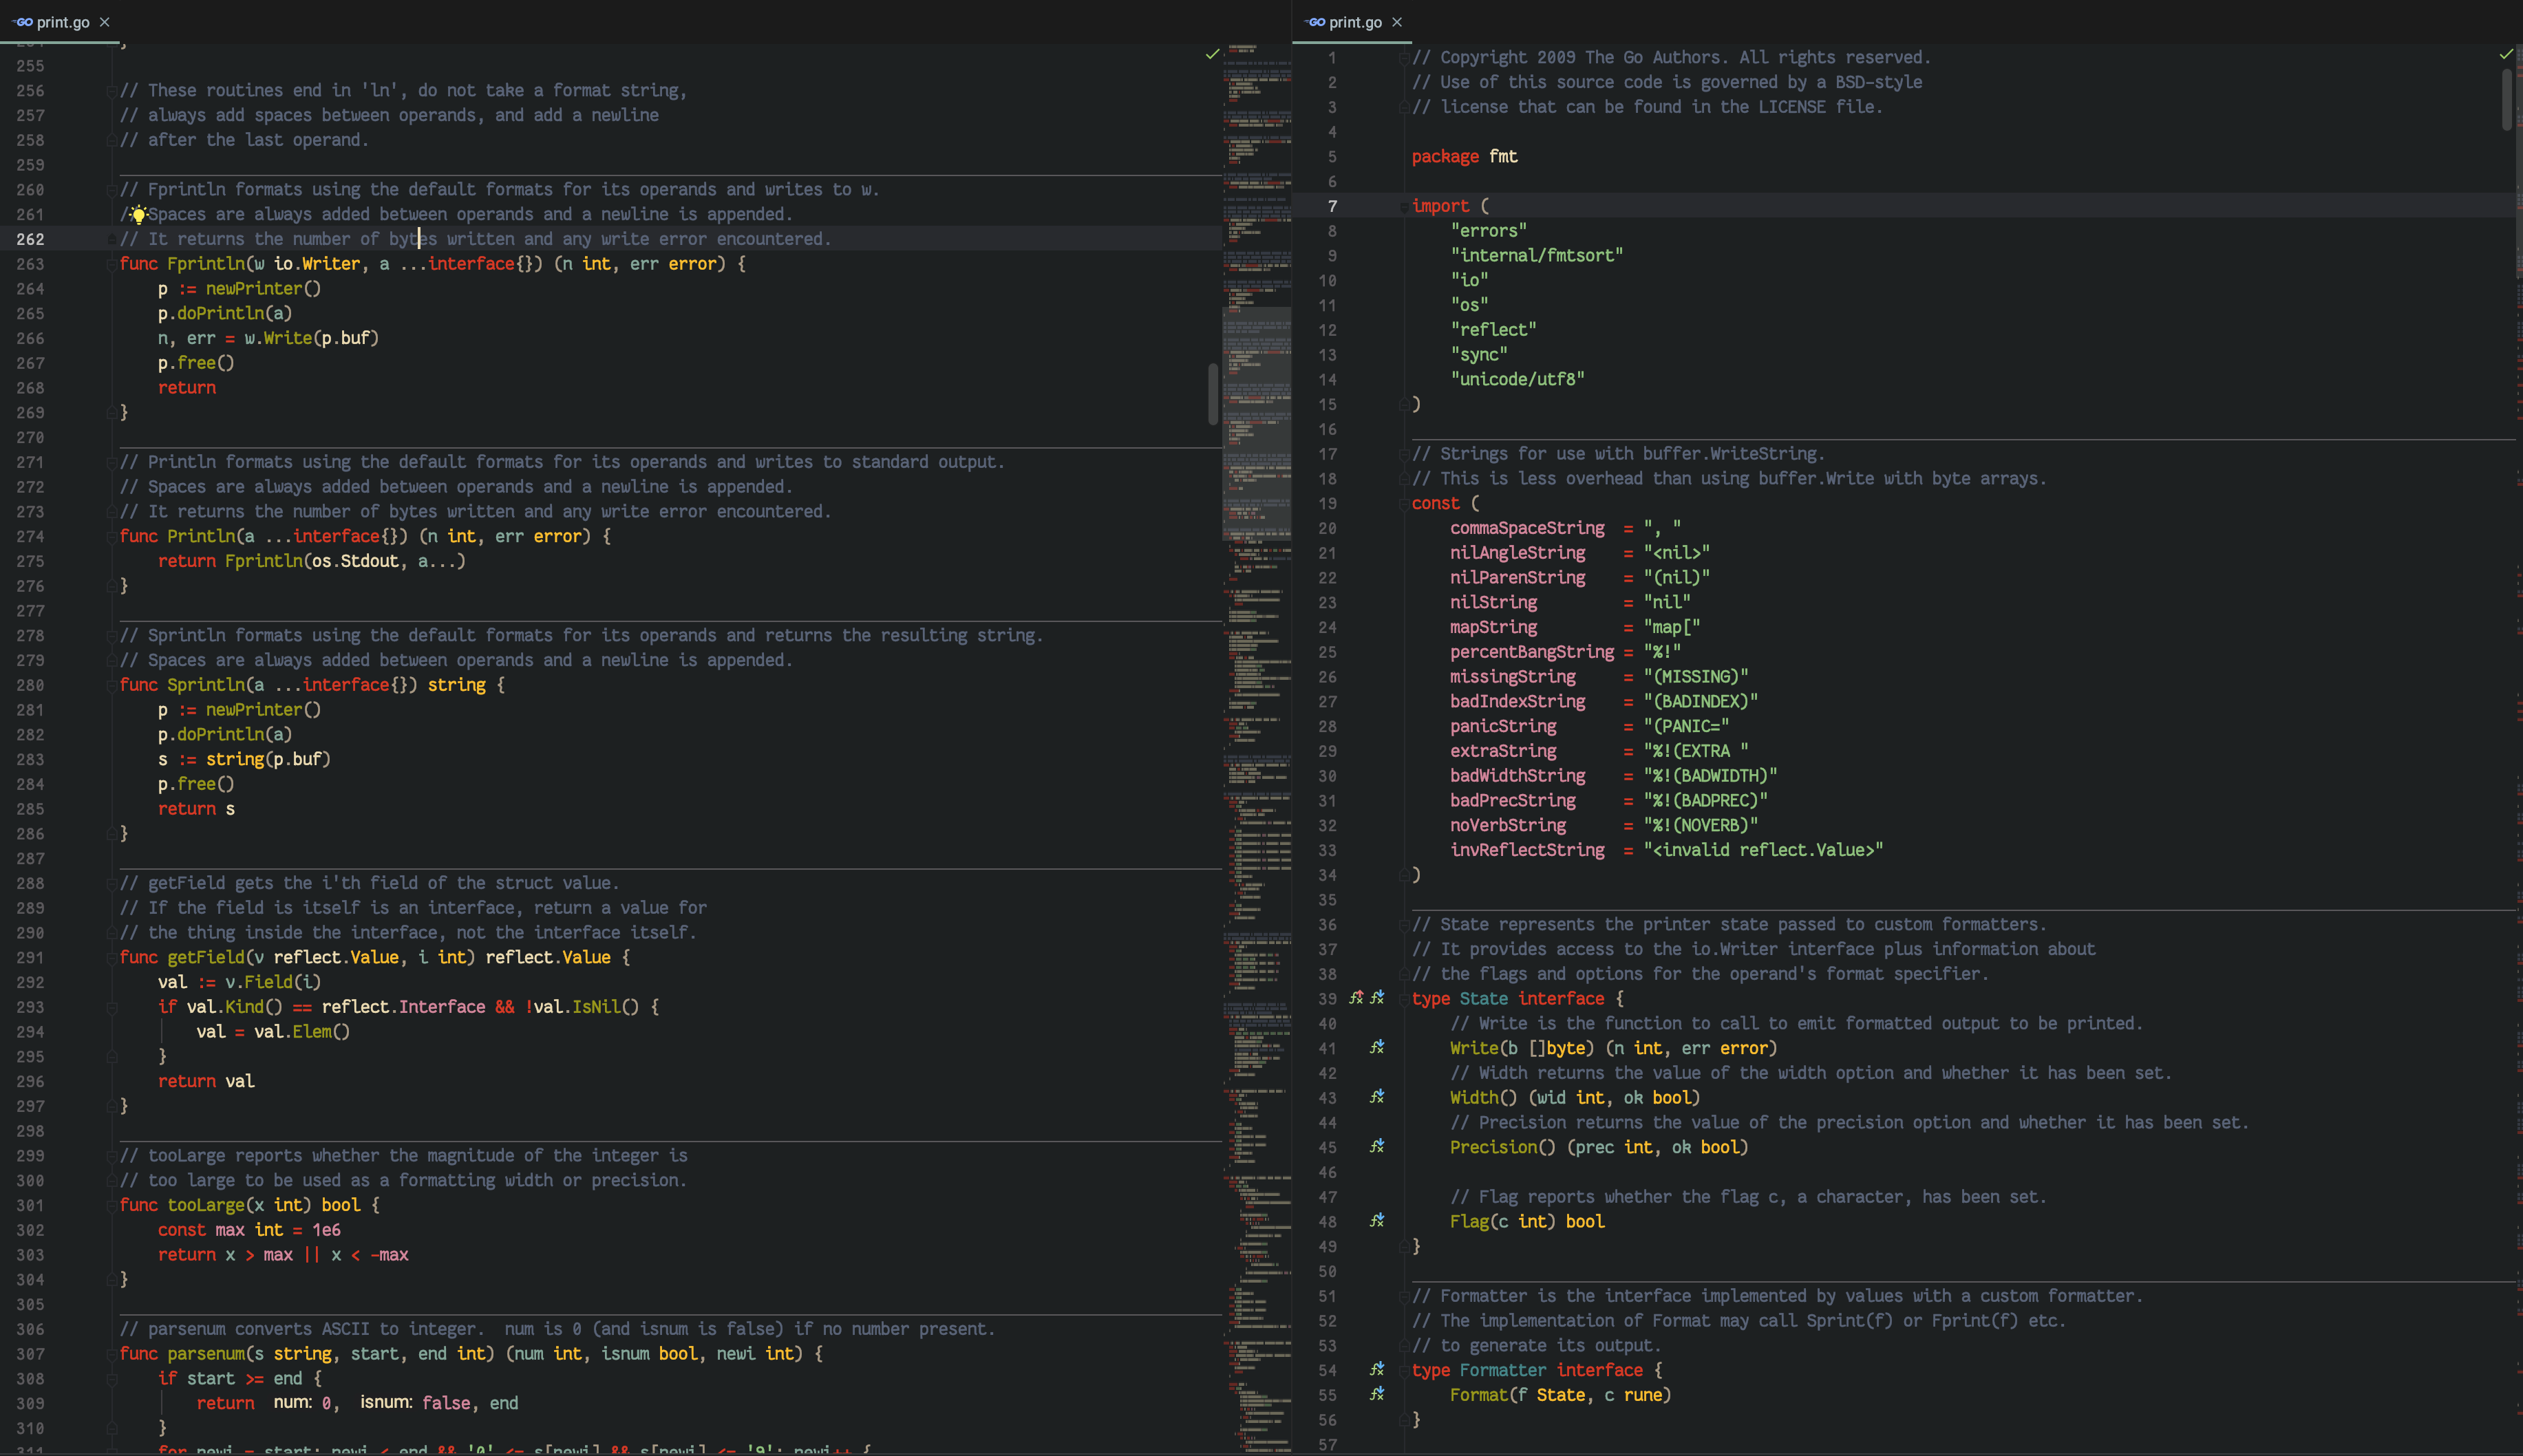 GO print.go ×
255
256 // These routines end in 'ln', do not take a format string,
257 // always add spaces between operands, and add a newline
258 // after the last operand.
259
260 // Fprintln formats using the default formats for its operands and writes to w.
261 // Spaces are always added between operands and a newline is appended.
262 // It returns the number of bytes written and any write error encountered.
263 func Fprintln(w io.Writer, a ...interface{}) (n int, err error) {
264 p := newPrinter()
265 p.doPrintln(a)
266 n, err = w.Write(p.buf)
267 p.free()
268 return
269 }
270
271 // Println formats using the default formats for its operands and writes to standard output.
272 // Spaces are always added between operands and a newline is appended.
273 // It returns the number of bytes written and any write error encountered.
274 func Println(a ...interface{}) (n int, err error) {
275 return Fprintln(os.Stdout, a...)
276 }
277
278 // Sprintln formats using the default formats for its operands and returns the resulting string.
279 // Spaces are always added between operands and a newline is appended.
280 func Sprintln(a ...interface{}) string {
281 p := newPrinter()
282 p.doPrintln(a)
283 s := string(p.buf)
284 p.free()
285 return s
286 }
287
288 // getField gets the i'th field of the struct value.
289 // If the field is itself is an interface, return a value for
290 // the thing inside the interface, not the interface itself.
291 func getField(v reflect.Value, i int) reflect.Value {
292 val := v.Field(i)
293 if val.Kind() == reflect.Interface && !val.IsNil() {
294 val = val.Elem()
295 }
296 return val
297 }
298
299 // tooLarge reports whether the magnitude of the integer is
300 // too large to be used as a formatting width or precision.
301 func tooLarge(x int) bool {
302 const max int = 1e6
303 return x > max || x < -max
304 }
305
306 // parsenum converts ASCII to integer.  num is 0 (and isnum is false) if no number present.
307 func parsenum(s string, start, end int) (num int, isnum bool, newi int) {
308 if start >= end {
309 return num: 0, isnum: false, end
310 }
311 for newi = start; newi < end && '0' <= s[newi] && s[newi] <= '9'; newi++ {
GO print.go ×
1 // Copyright 2009 The Go Authors. All rights reserved.
2 // Use of this source code is governed by a BSD-style
3 // license that can be found in the LICENSE file.
4
5 package fmt
6
7 import (
8 "errors"
9 "internal/fmtsort"
10 "io"
11 "os"
12 "reflect"
13 "sync"
14 "unicode/utf8"
15 )
16
17 // Strings for use with buffer.WriteString.
18 // This is less overhead than using buffer.Write with byte arrays.
19 const (
20 commaSpaceString = ", "
21 nilAngleString = "<nil>"
22 nilParenString = "(nil)"
23 nilString = "nil"
24 mapString = "map["
25 percentBangString = "%!"
26 missingString = "(MISSING)"
27 badIndexString = "(BADINDEX)"
28 panicString = "(PANIC="
29 extraString = "%!(EXTRA "
30 badWidthString = "%!(BADWIDTH)"
31 badPrecString = "%!(BADPREC)"
32 noVerbString = "%!(NOVERB)"
33 invReflectString = "<invalid reflect.Value>"
34 )
35
36 // State represents the printer state passed to custom formatters.
37 // It provides access to the io.Writer interface plus information about
38 // the flags and options for the operand's format specifier.
39 type State interface {
40 // Write is the function to call to emit formatted output to be printed.
41 Write(b []byte) (n int, err error)
42 // Width returns the value of the width option and whether it has been set.
43 Width() (wid int, ok bool)
44 // Precision returns the value of the precision option and whether it has been set.
45 Precision() (prec int, ok bool)
46
47 // Flag reports whether the flag c, a character, has been set.
48 Flag(c int) bool
49 }
50
51 // Formatter is the interface implemented by values with a custom formatter.
52 // The implementation of Format may call Sprint(f) or Fprint(f) etc.
53 // to generate its output.
54 type Formatter interface {
55 Format(f State, c rune)
56 }
57